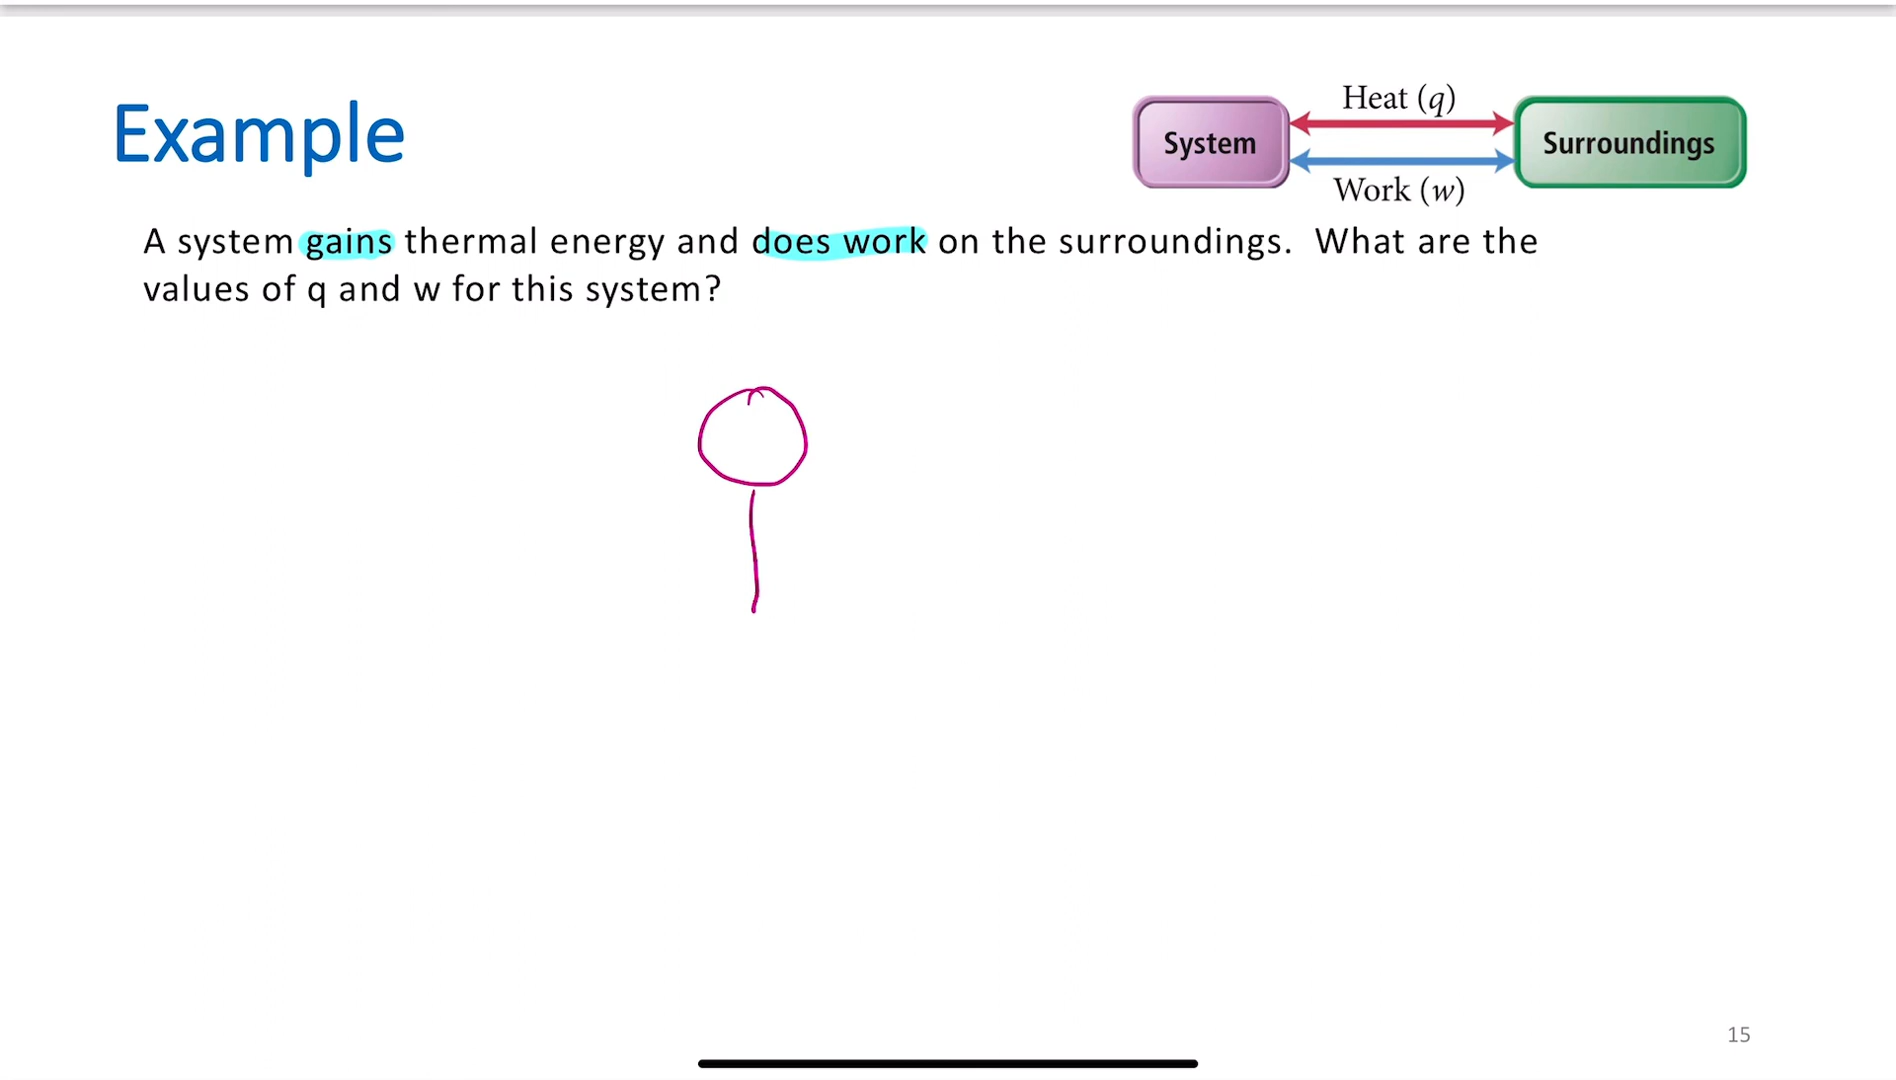 Example
Heat (q)
System
Surroundings
Work (w)
A system gains thermal energy and does work on the surroundings. What are the
values of q and w for this system?
15